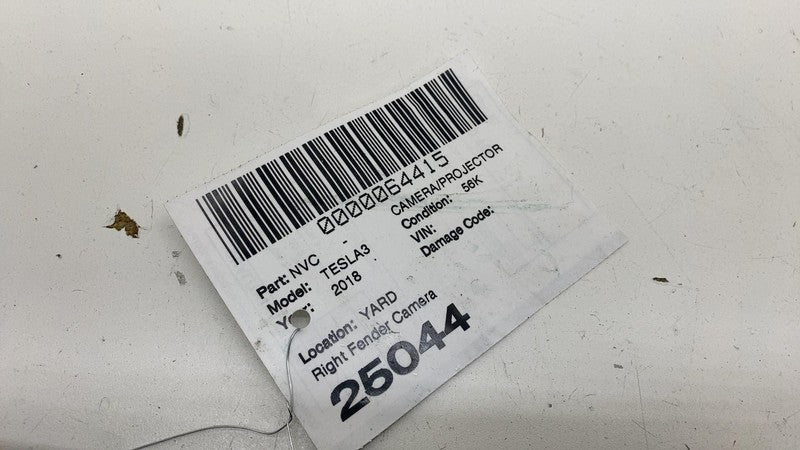 0000064415
Part: NVC - CAMERA/PROJECTOR
Model: TESLA3 Condition: 56K
Year: 2018 VIN:
Damage Code:
Location: YARD
Right Fender Camera
25044